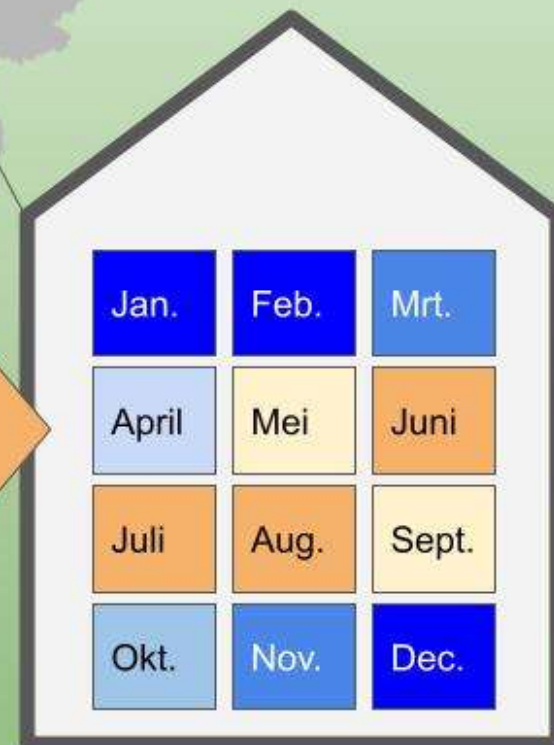 Jan. Feb. Mrt.
April Mei Juni
Juli Aug. Sept.
Okt. Nov. Dec.